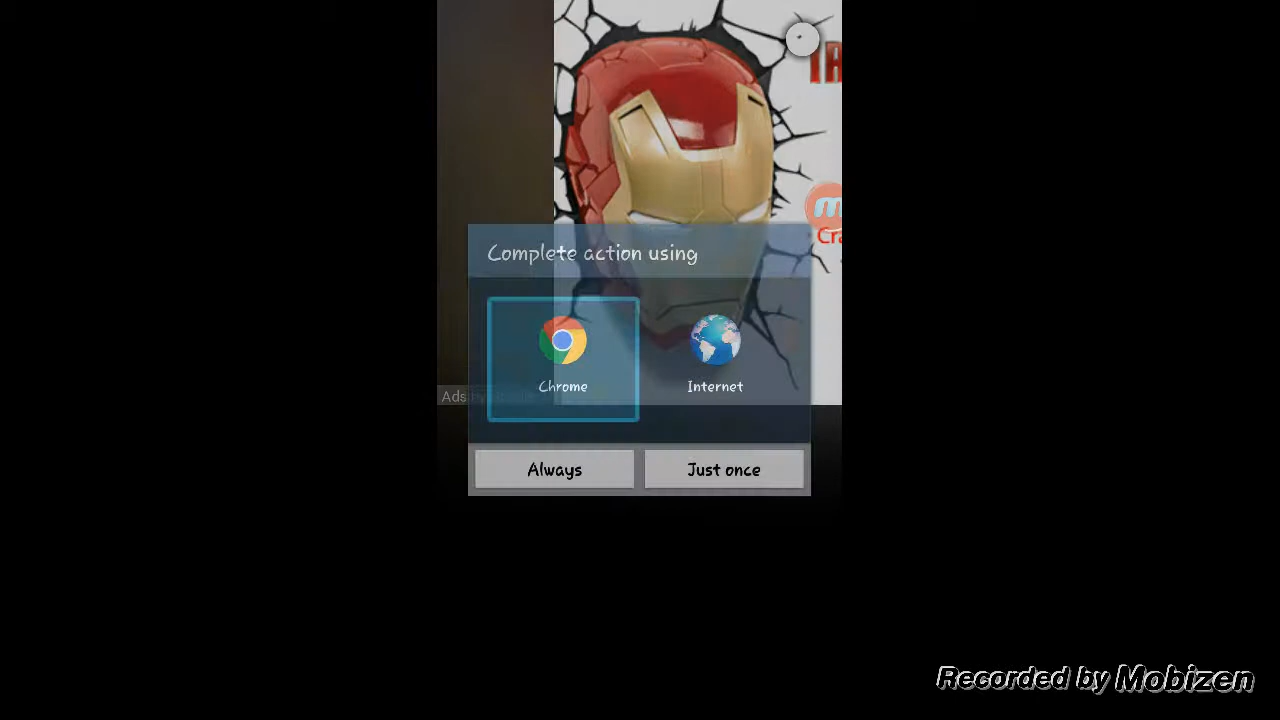 Complete action using
Chrome
Internet
Always
Just once
Recorded by Mobizen